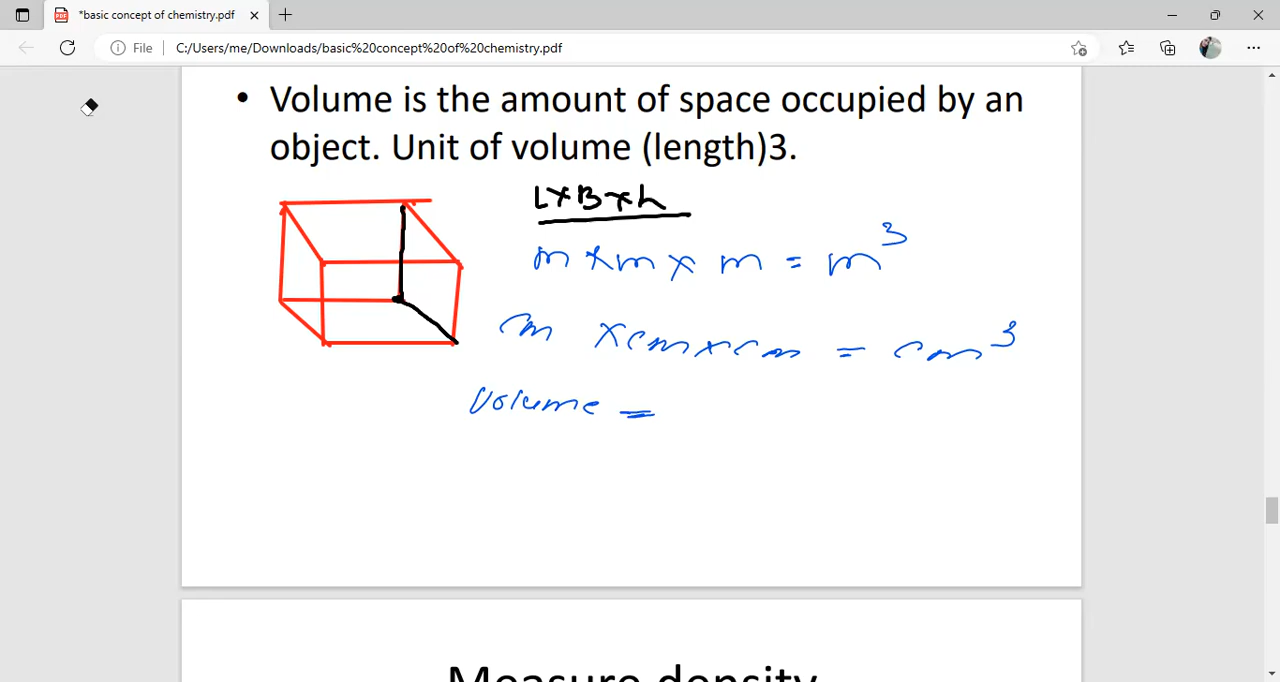 *basic concept of chemistry.pdf
File
C:/Users/me/Downloads/basic%20concept%20of%20chemistry.pdf
• Volume is the amount of space occupied by an
object. Unit of volume (length)3.
L×B×h
m × m × m = m³
cm × cm × cm = cm³
Volume =
Measure density